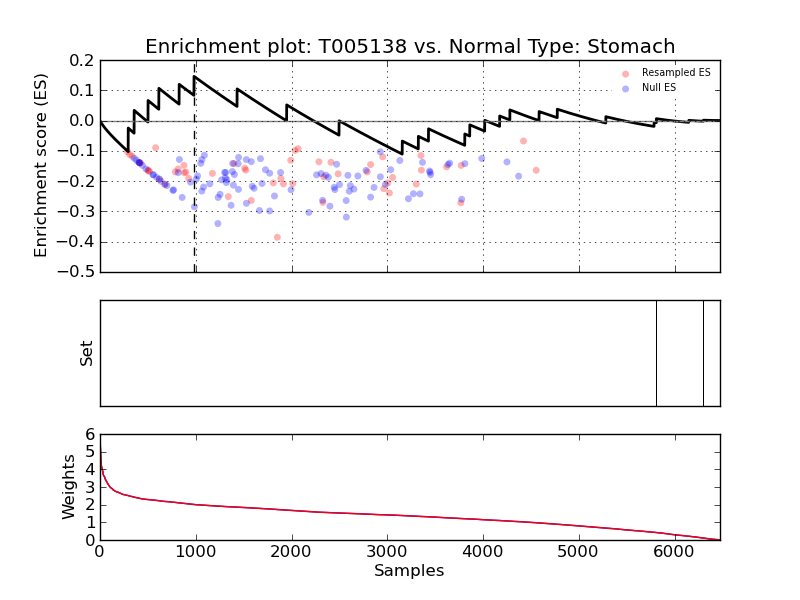 Enrichment plot: T005138 vs. Normal Type: Stomach
Enrichment score (ES)
0.2
0.1
0.0
−0.1
−0.2
−0.3
−0.4
−0.5
Resampled ES
Null ES
Set
Weights
6
5
4
3
2
1
0
0 1000 2000 3000 4000 5000 6000
Samples